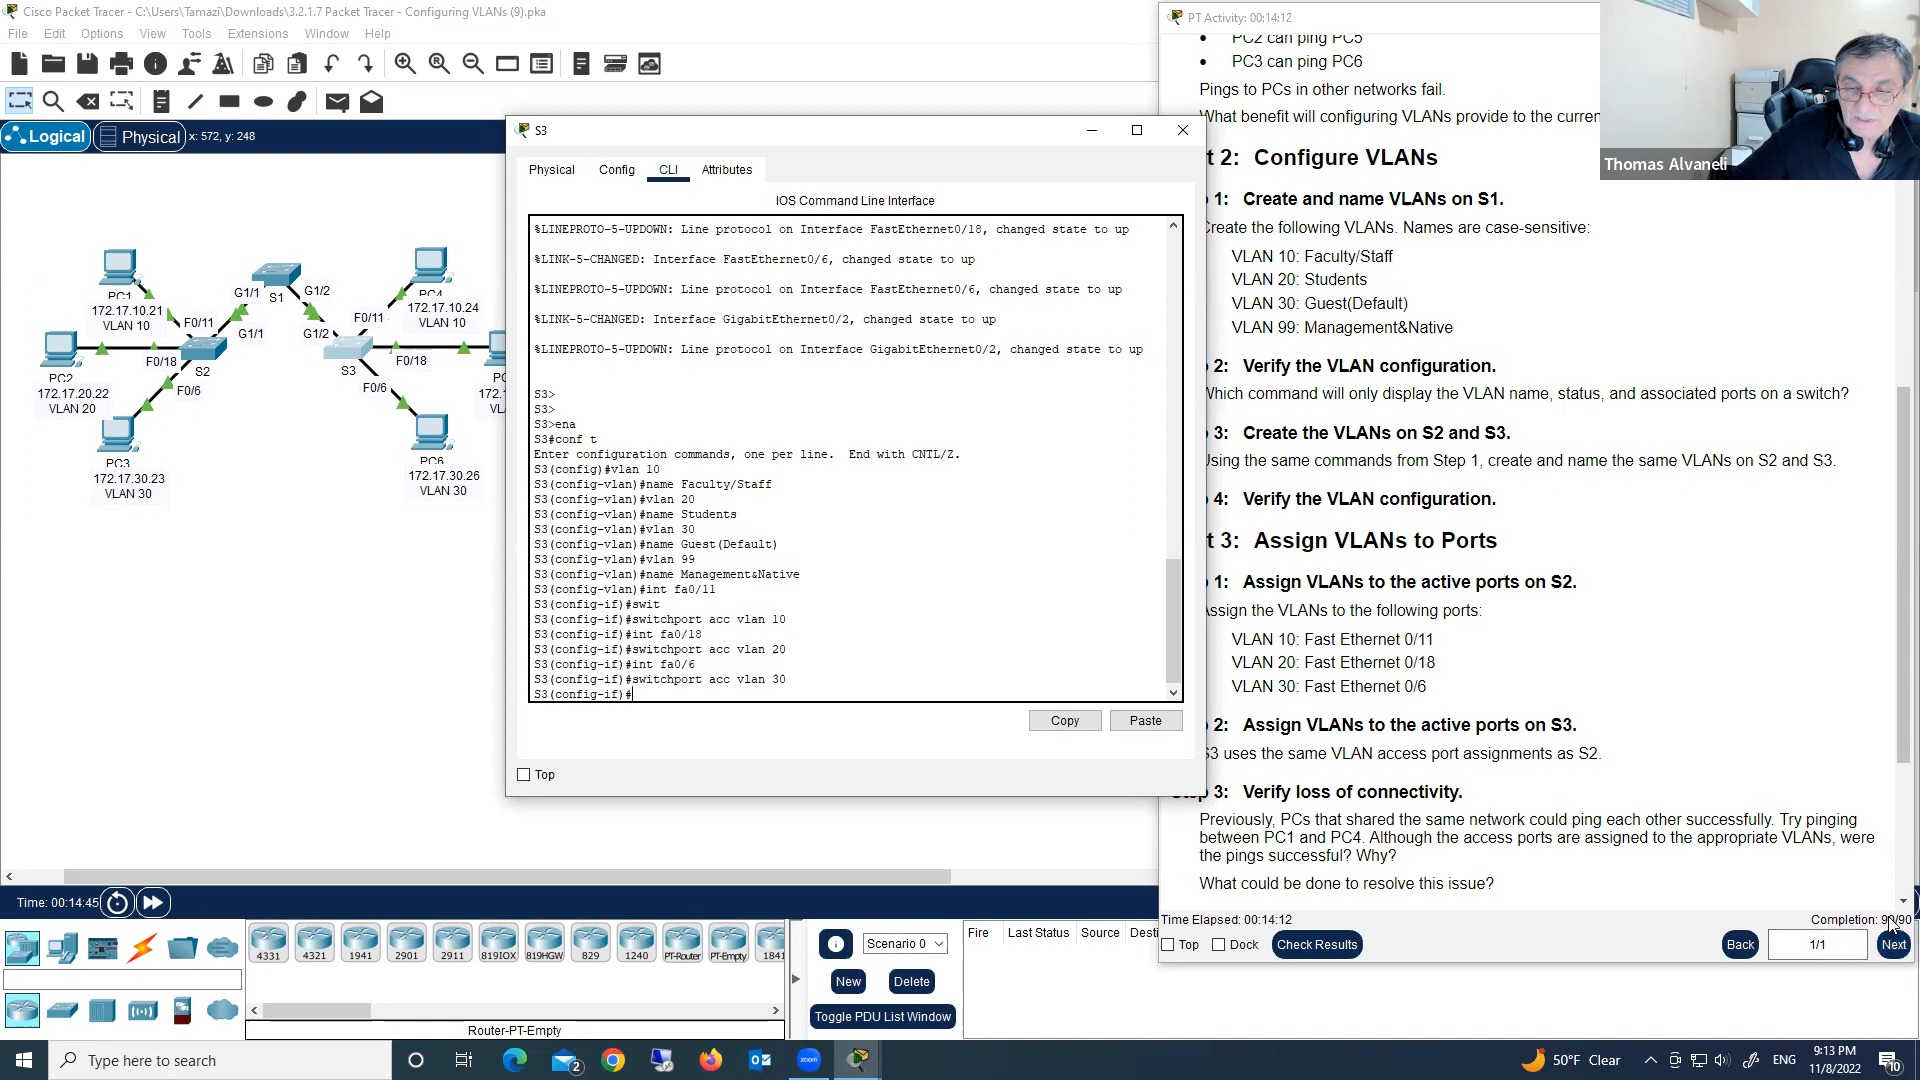 Cisco Packet Tracer - C:\Users\Tamazi\Downloads\3.2.1.7 Packet Tracer - Configuring VLANs (9).pka
File Edit Options View Tools Extensions Window Help
Logical Physical x: 572, y: 248
PC1
172.17.10.21
VLAN 10
F0/11
G1/1
S1
G1/2
G1/1
G1/2
F0/11
PC4
172.17.10.24
VLAN 10
F0/18
S2
PC2
172.17.20.22
VLAN 20
F0/6
S3
F0/18
F0/6
172.
PC3
172.17.30.23
VLAN 30
PC6
172.17.30.26
VLAN 30
S3
Physical Config CLI Attributes
IOS Command Line Interface
%LINEPROTO-5-UPDOWN: Line protocol on Interface FastEthernet0/18, changed state to up
%LINK-5-CHANGED: Interface FastEthernet0/6, changed state to up
%LINEPROTO-5-UPDOWN: Line protocol on Interface FastEthernet0/6, changed state to up
%LINK-5-CHANGED: Interface GigabitEthernet0/2, changed state to up
%LINEPROTO-5-UPDOWN: Line protocol on Interface GigabitEthernet0/2, changed state to up
S3>
S3>
S3>ena
S3#conf t
Enter configuration commands, one per line. End with CNTL/Z.
S3(config)#vlan 10
S3(config-vlan)#name Faculty/Staff
S3(config-vlan)#vlan 20
S3(config-vlan)#name Students
S3(config-vlan)#vlan 30
S3(config-vlan)#name Guest(Default)
S3(config-vlan)#vlan 99
S3(config-vlan)#name Management&Native
S3(config-vlan)#int fa0/11
S3(config-if)#swit
S3(config-if)#switchport acc vlan 10
S3(config-if)#int fa0/18
S3(config-if)#switchport acc vlan 20
S3(config-if)#int fa0/6
S3(config-if)#switchport acc vlan 30
S3(config-if)#
Copy Paste
Top
PT Activity: 00:14:12
• PC2 can ping PC5
• PC3 can ping PC6
Pings to PCs in other networks fail.
What benefit will configuring VLANs provide to the curren
t 2: Configure VLANs
1: Create and name VLANs on S1.
Create the following VLANs. Names are case-sensitive:
VLAN 10: Faculty/Staff
VLAN 20: Students
VLAN 30: Guest(Default)
VLAN 99: Management&Native
2: Verify the VLAN configuration.
Which command will only display the VLAN name, status, and associated ports on a switch?
3: Create the VLANs on S2 and S3.
Using the same commands from Step 1, create and name the same VLANs on S2 and S3.
4: Verify the VLAN configuration.
t 3: Assign VLANs to Ports
1: Assign VLANs to the active ports on S2.
Assign the VLANs to the following ports:
VLAN 10: Fast Ethernet 0/11
VLAN 20: Fast Ethernet 0/18
VLAN 30: Fast Ethernet 0/6
2: Assign VLANs to the active ports on S3.
S3 uses the same VLAN access port assignments as S2.
Step 3: Verify loss of connectivity.
Previously, PCs that shared the same network could ping each other successfully. Try pinging
between PC1 and PC4. Although the access ports are assigned to the appropriate VLANs, were
the pings successful? Why?
What could be done to resolve this issue?
Time Elapsed: 00:14:12
Completion: 90/90
Top Dock Check Results Back 1/1 Next
Thomas Alvaneli
Time: 00:14:45
4331 4321 1941 2901 2911 819IOX 819HGW 829 1240 PT-Router PT-Empty 1841
Router-PT-Empty
Scenario 0
New Delete
Toggle PDU List Window
Fire Last Status Source Desti
Type here to search
2
zoom
50°F Clear
ENG
9:13 PM
11/8/2022
10